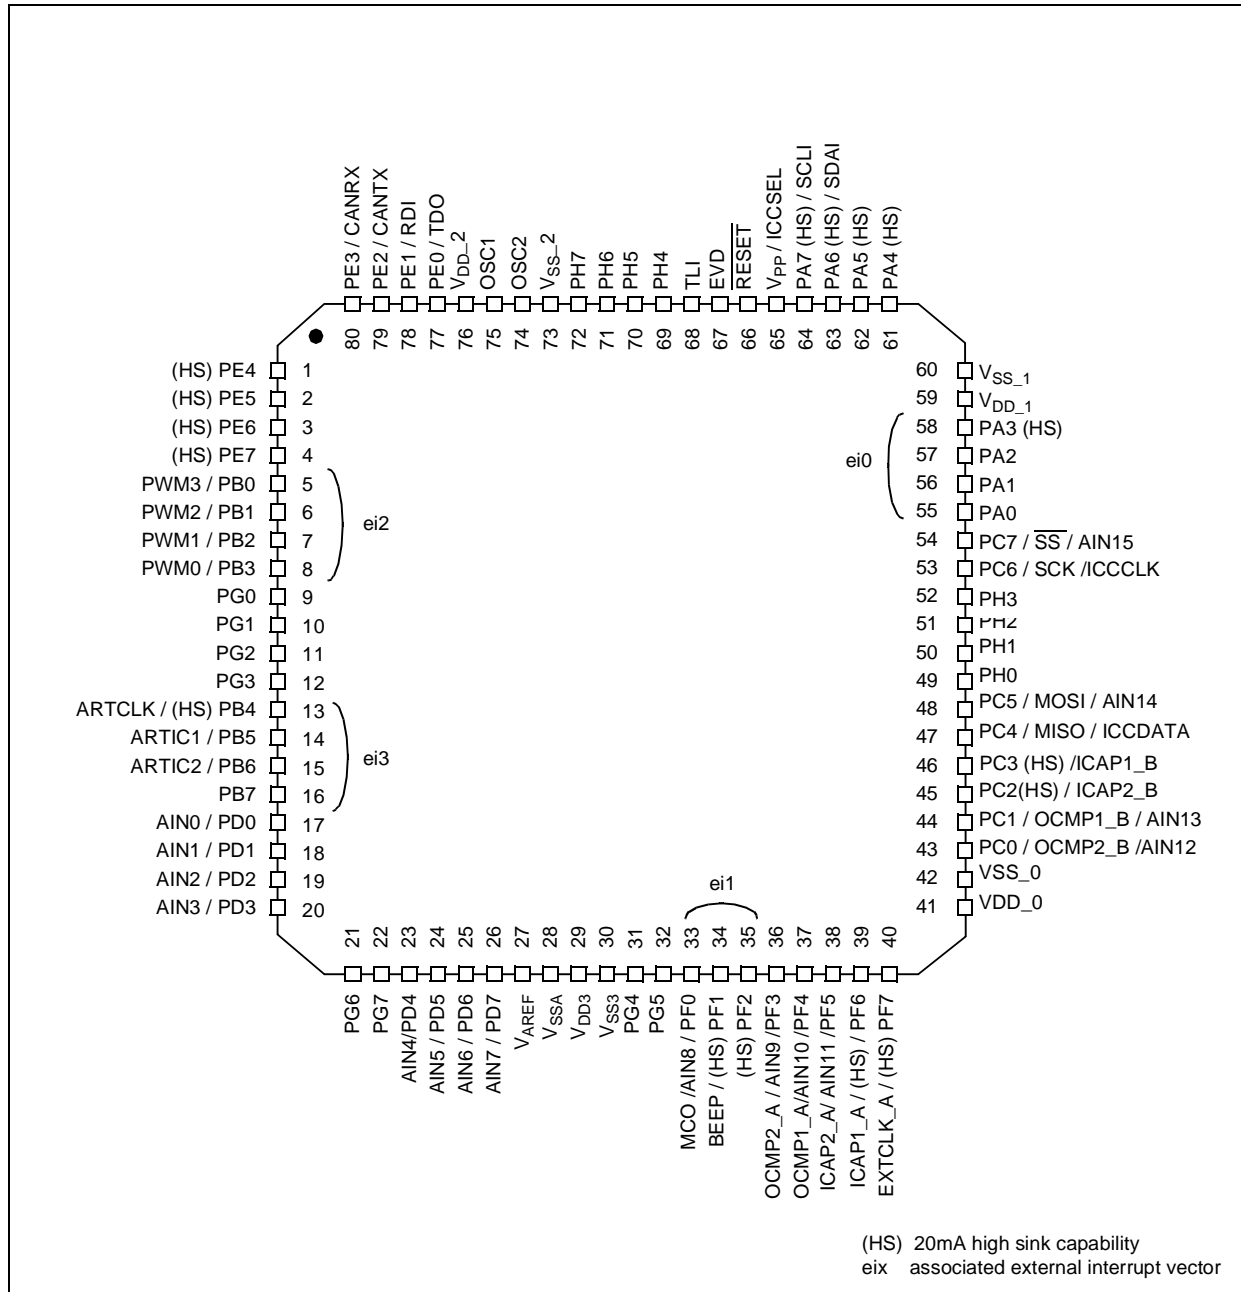 PE3 / CANRX
PE2 / CANTX
PE1 / RDI
PE0 / TDO
VDD_2
OSC1
OSC2
VSS_2
PH7
PH6
PH5
PH4
TLI
EVD
RESET
VPP / ICCSEL
PA7 (HS) / SCLI
PA6 (HS) / SDAI
PA5 (HS)
PA4 (HS)
80
79
78
77
76
75
74
73
72
71
70
69
68
67
66
65
64
63
62
61
(HS) PE4 1
(HS) PE5 2
(HS) PE6 3
(HS) PE7 4
PWM3 / PB0 5
PWM2 / PB1 6
PWM1 / PB2 7
PWM0 / PB3 8
ei2
PG0 9
PG1 10
PG2 11
PG3 12
ARTCLK / (HS) PB4 13
ARTIC1 / PB5 14
ARTIC2 / PB6 15
PB7 16
ei3
AIN0 / PD0 17
AIN1 / PD1 18
AIN2 / PD2 19
AIN3 / PD3 20
60 VSS_1
59 VDD_1
58 PA3 (HS)
57 PA2
56 PA1
55 PA0
ei0
54 PC7 / SS / AIN15
53 PC6 / SCK /ICCCLK
52 PH3
51 PH2
50 PH1
49 PH0
48 PC5 / MOSI / AIN14
47 PC4 / MISO / ICCDATA
46 PC3 (HS) /ICAP1_B
45 PC2(HS) / ICAP2_B
44 PC1 / OCMP1_B / AIN13
43 PC0 / OCMP2_B /AIN12
42 VSS_0
41 VDD_0
ei1
21
22
23
24
25
26
27
28
29
30
31
32
33
34
35
36
37
38
39
40
PG6
PG7
AIN4/PD4
AIN5 / PD5
AIN6 / PD6
AIN7 / PD7
VAREF
VSSA
VDD3
VSS3
PG4
PG5
MCO /AIN8 / PF0
BEEP / (HS) PF1
(HS) PF2
OCMP2_A / AIN9 /PF3
OCMP1_A/AIN10 /PF4
ICAP2_A/ AIN11 /PF5
ICAP1_A / (HS) / PF6
EXTCLK_A / (HS) PF7
(HS) 20mA high sink capability
eix associated external interrupt vector